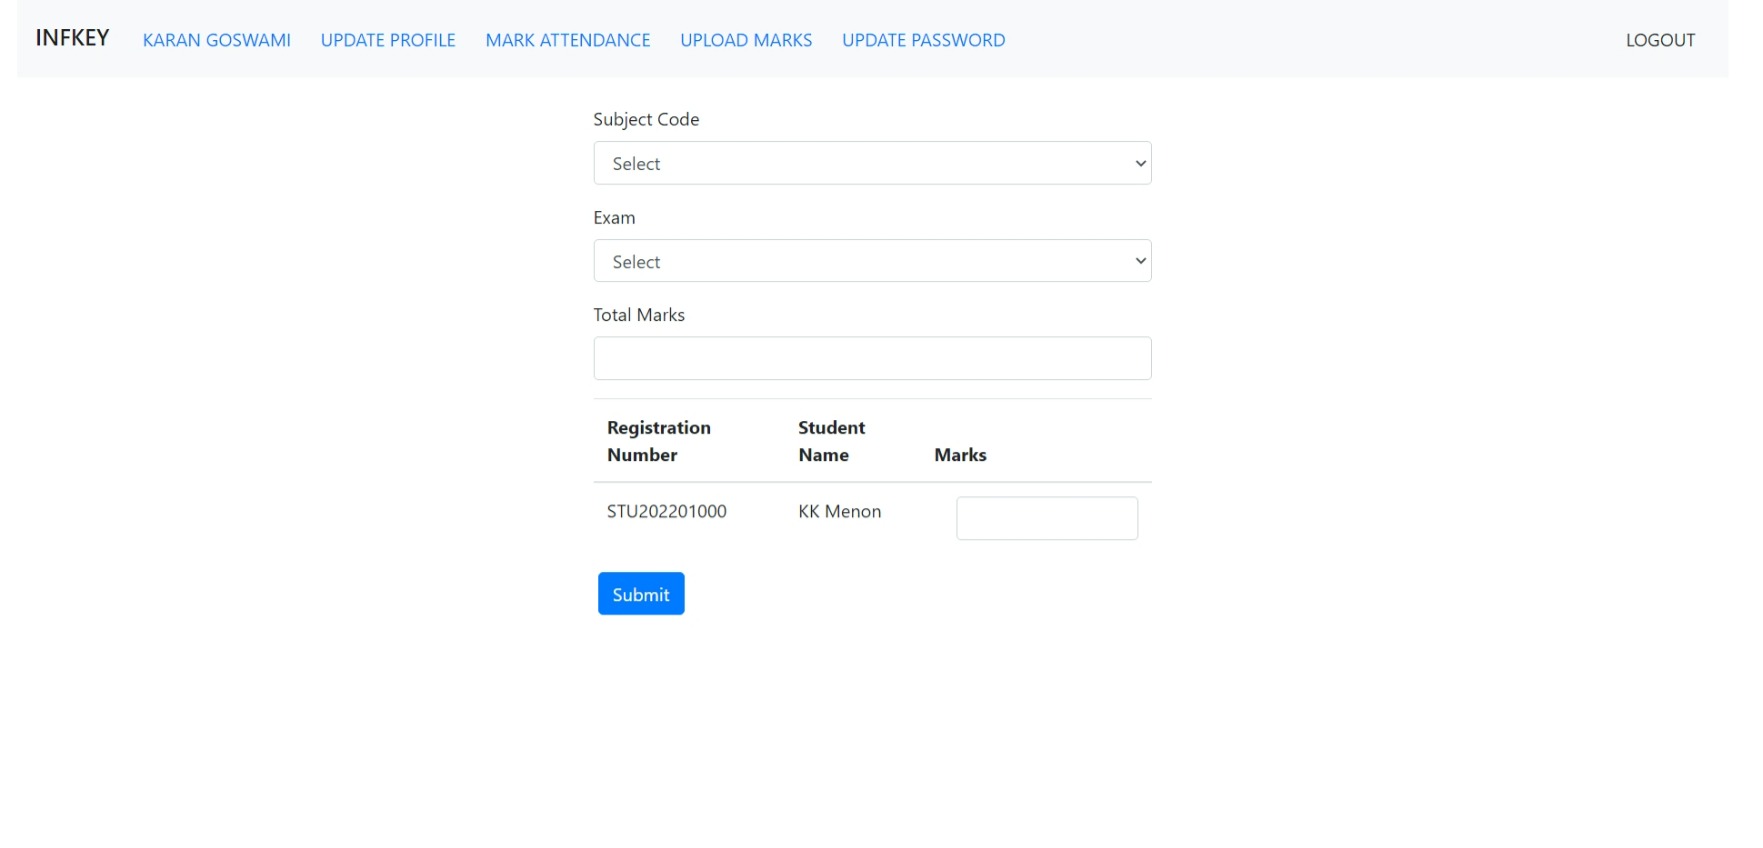 INFKEY KARAN GOSWAMI UPDATE PROFILE MARK ATTENDANCE UPLOAD MARKS UPDATE PASSWORD LOGOUT
Subject Code
Select
Exam
Select
Total Marks
Registration Number Student Name Marks
STU202201000 KK Menon
Submit